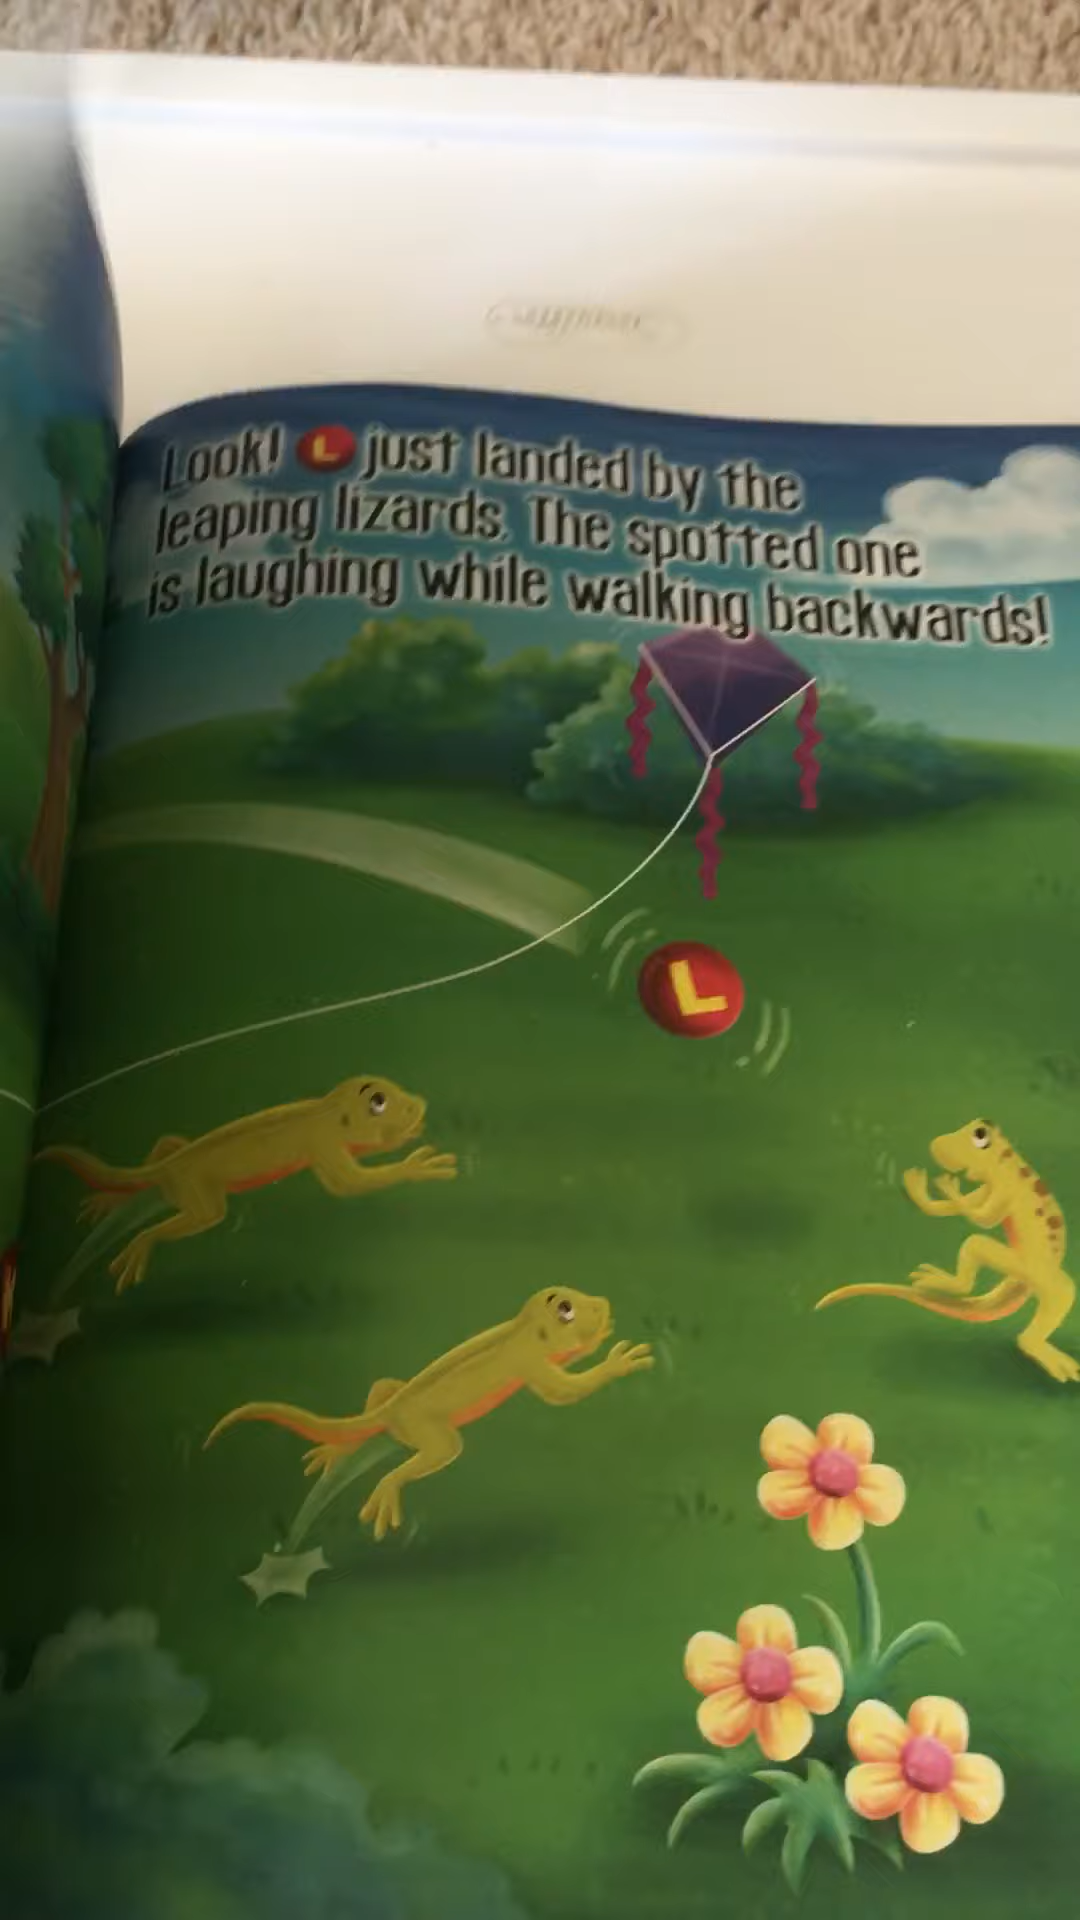 Look! L just landed by the
leaping lizards. The spotted one
is laughing while walking backwards!
L